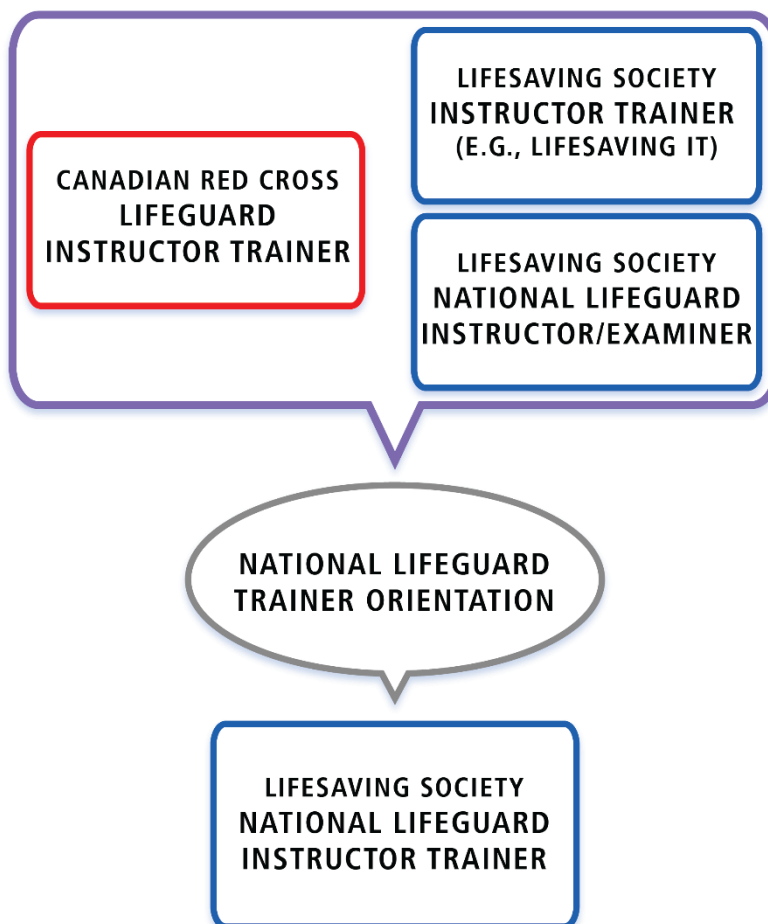 CANADIAN RED CROSS
LIFEGUARD
INSTRUCTOR TRAINER
LIFESAVING SOCIETY
INSTRUCTOR TRAINER
(E.G., LIFESAVING IT)
LIFESAVING SOCIETY
NATIONAL LIFEGUARD
INSTRUCTOR/EXAMINER
NATIONAL LIFEGUARD
TRAINER ORIENTATION
LIFESAVING SOCIETY
NATIONAL LIFEGUARD
INSTRUCTOR TRAINER